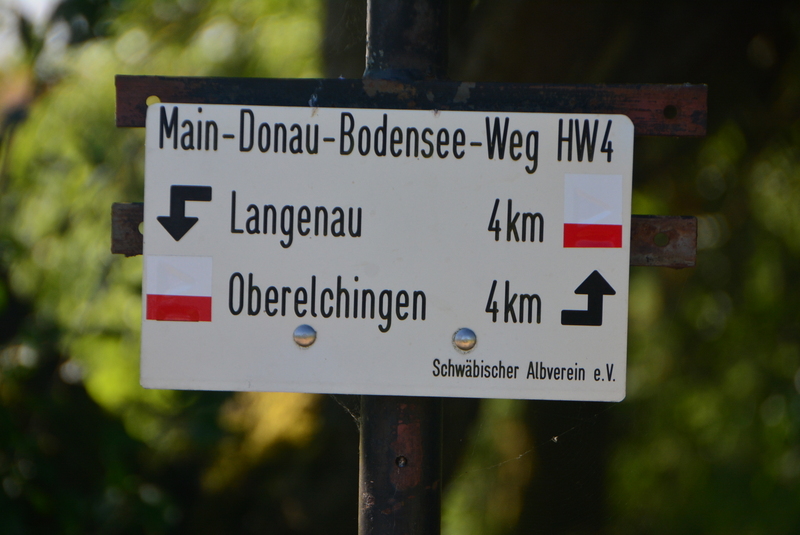 Main-Donau-Bodensee-Weg HW4
Langenau 4km
Oberelchingen 4km
Schwäbischer Albverein e.V.